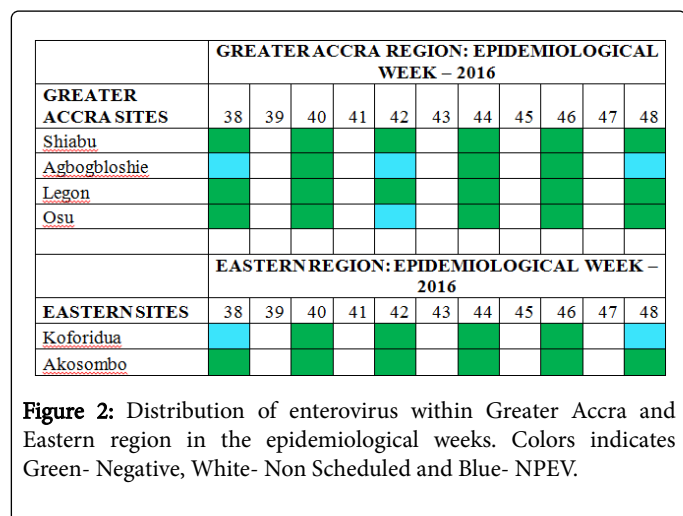 GREATER ACCRA REGION: EPIDEMIOLOGICAL
WEEK – 2016
GREATER
ACCRA SITES 38 39 40 41 42 43 44 45 46 47 48
Shiabu
Agbogbloshie
Legon
Osu
EASTERN REGION: EPIDEMIOLOGICAL WEEK –
2016
EASTERN SITES 38 39 40 41 42 43 44 45 46 47 48
Koforidua
Akosombo
Figure 2: Distribution of enterovirus within Greater Accra and
Eastern region in the epidemiological weeks. Colors indicates
Green- Negative, White- Non Scheduled and Blue- NPEV.